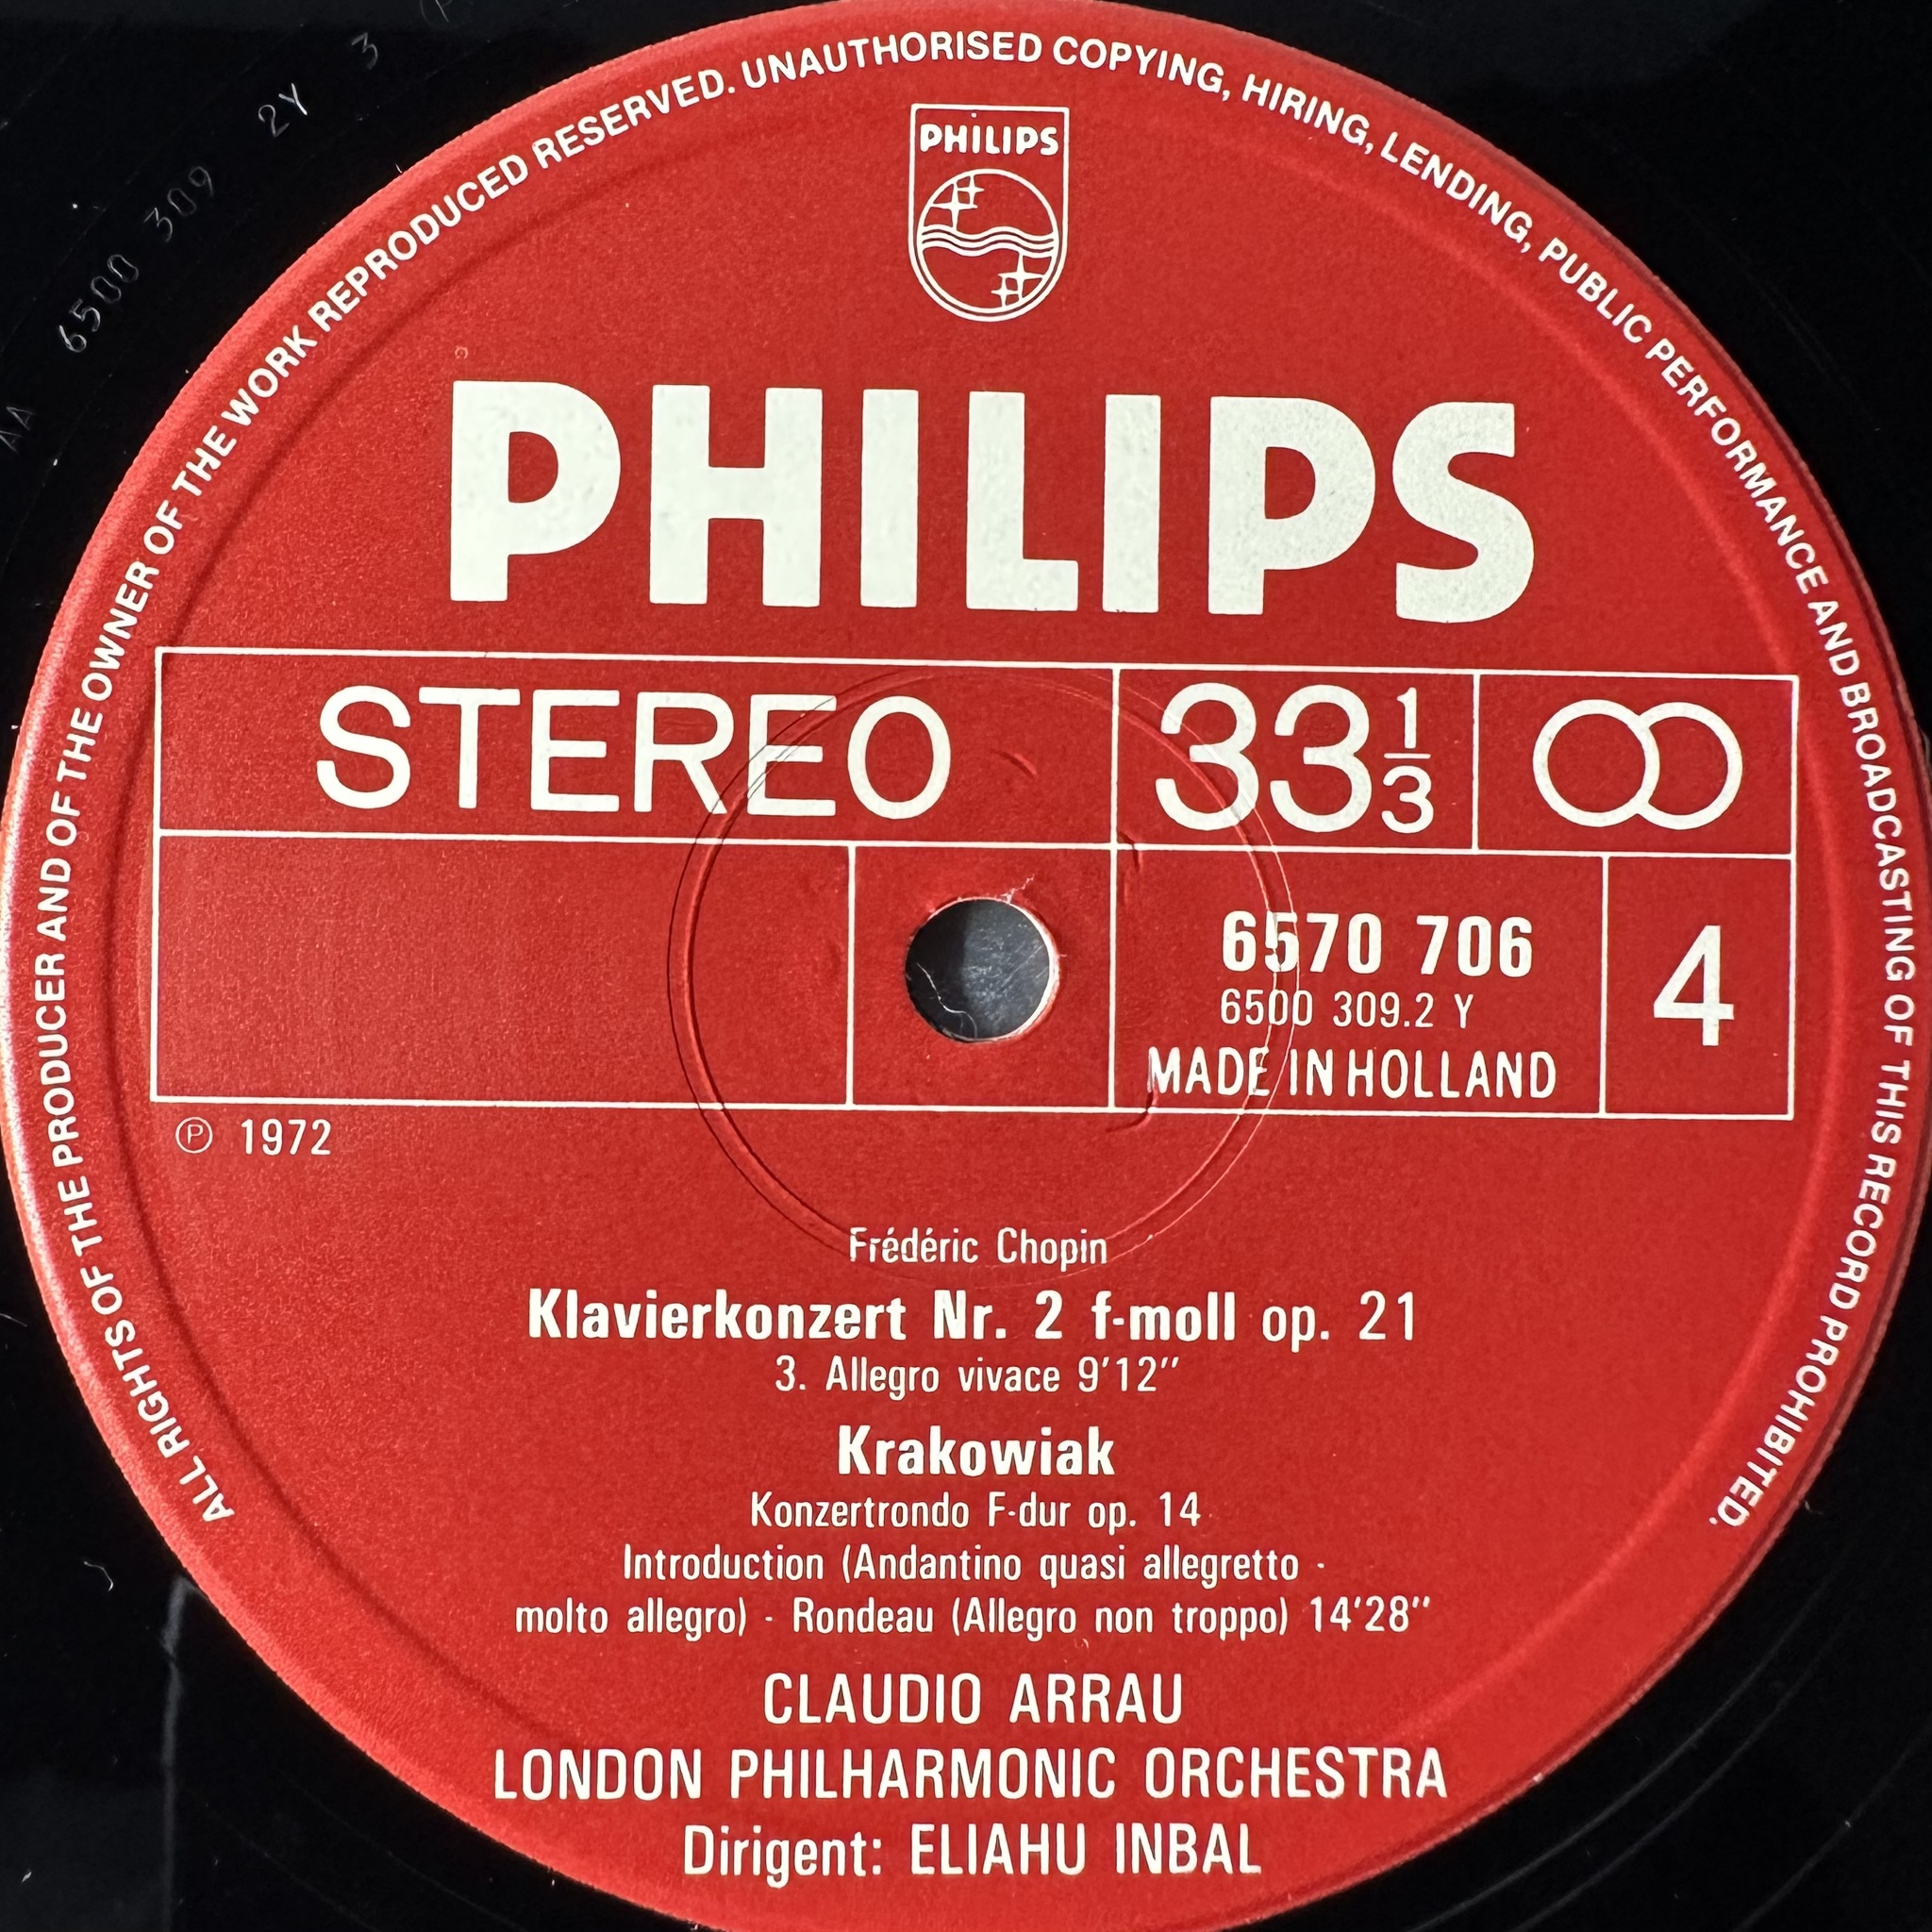 ALL RIGHTS OF THE PRODUCER AND OF THE OWNER OF THE WORK REPRODUCED RESERVED. UNAUTHORISED COPYING, HIRING, LENDING, PUBLIC PERFORMANCE AND BROADCASTING OF THIS RECORD PROHIBITED.
AA 6500 309 2Y 3
PHILIPS
PHILIPS
STEREO 33 1/3
6570 706
6500 309.2 Y
MADE IN HOLLAND
4
℗ 1972
Frédéric Chopin
Klavierkonzert Nr. 2 f-moll op. 21
3. Allegro vivace 9'12"
Krakowiak
Konzertrondo F-dur op. 14
Introduction (Andantino quasi allegretto -
molto allegro) - Rondeau (Allegro non troppo) 14'28"
CLAUDIO ARRAU
LONDON PHILHARMONIC ORCHESTRA
Dirigent: ELIAHU INBAL